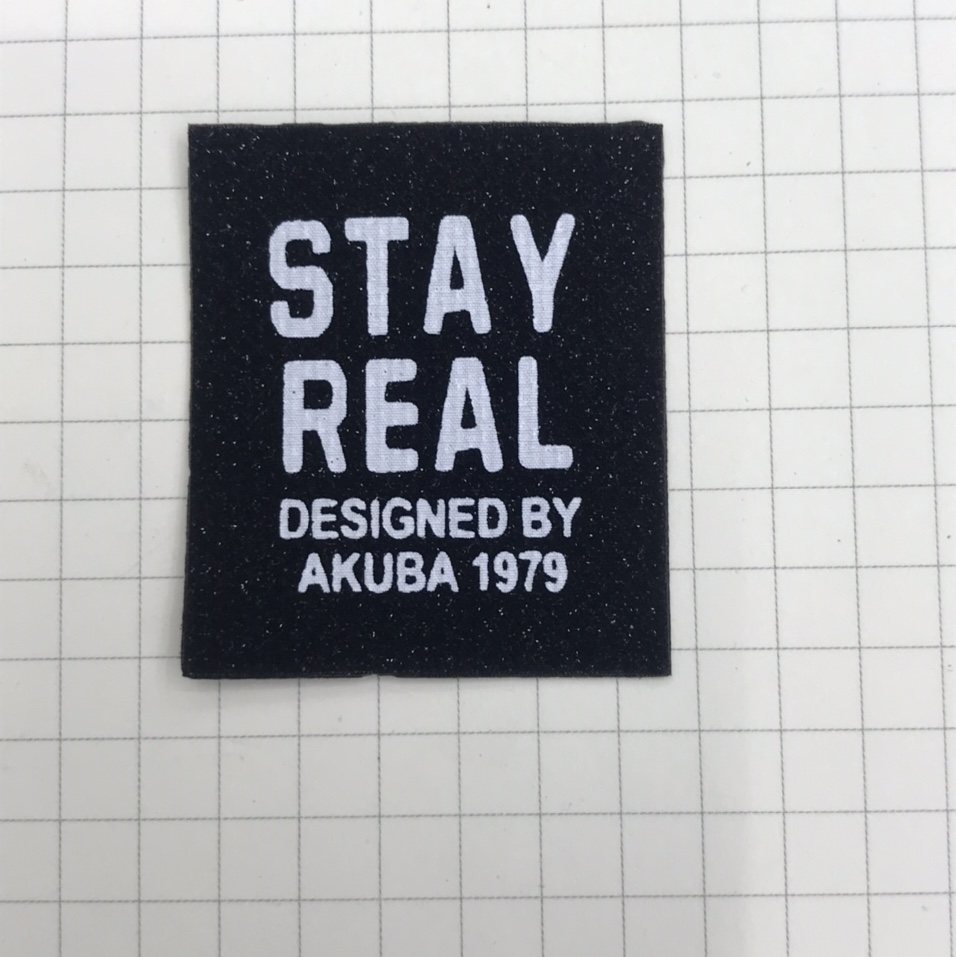 STAY
REAL
DESIGNED BY
AKUBA 1979